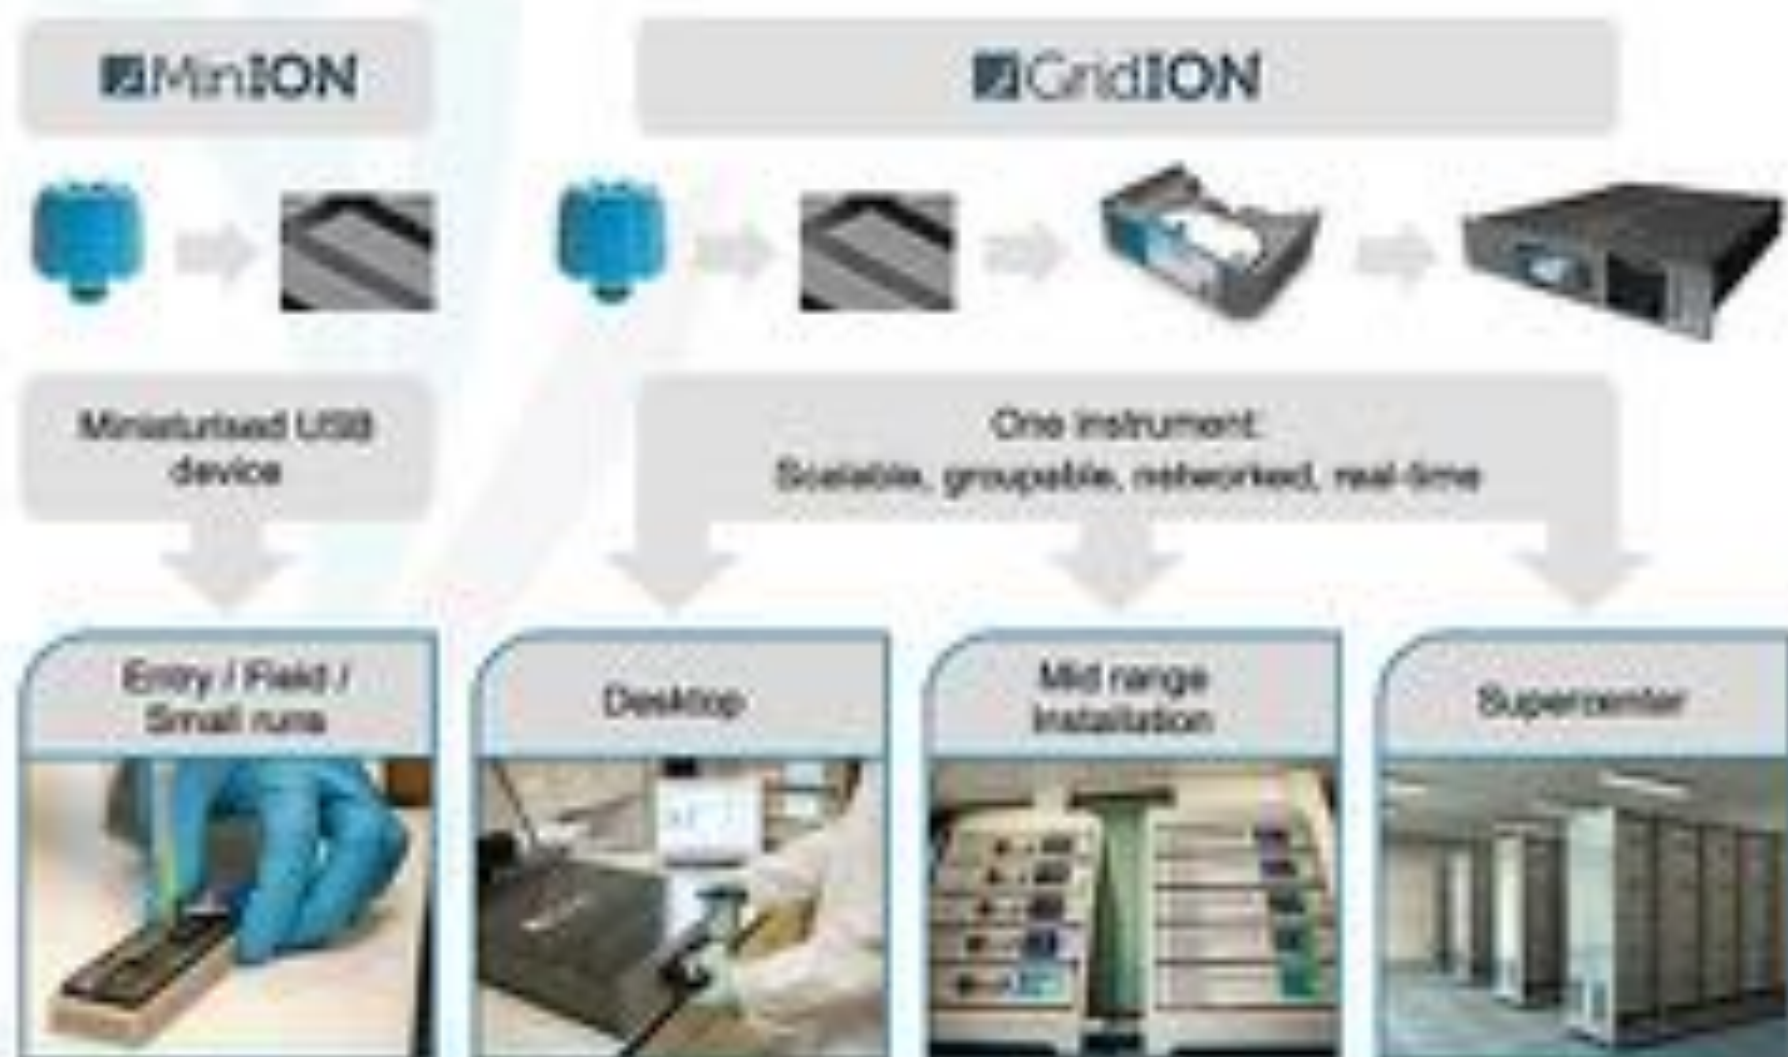 MinION
GridION
Miniaturised USB
device
One instrument:
Scalable, groupable, networked, real-time
Entry / Field /
Small runs
Desktop
Mid range
Installation
Supercenter